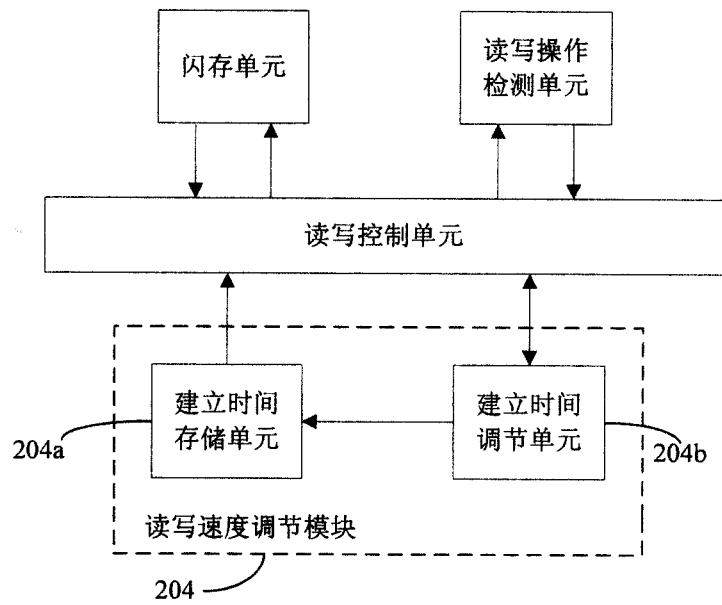 闪存单元
读写操作
检测单元
读写控制单元
建立时间
存储单元
建立时间
调节单元
204a
204b
读写速度调节模块
204